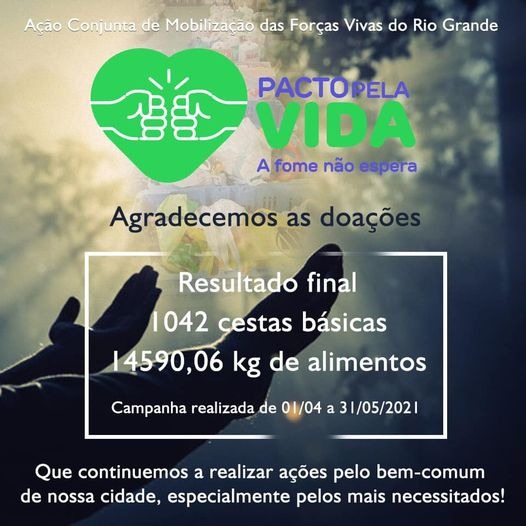 Ação Conjunta de Mobilização das Forças Vivas do Rio Grande
PACTO PELA
VIDA
A fome não espera
Agradecemos as doações
Resultado final
1042 cestas básicas
14590,06 kg de alimentos
Campanha realizada de 01/04 a 31/05/2021
Que continuemos a realizar ações pelo bem-comum
de nossa cidade, especialmente pelos mais necessitados!